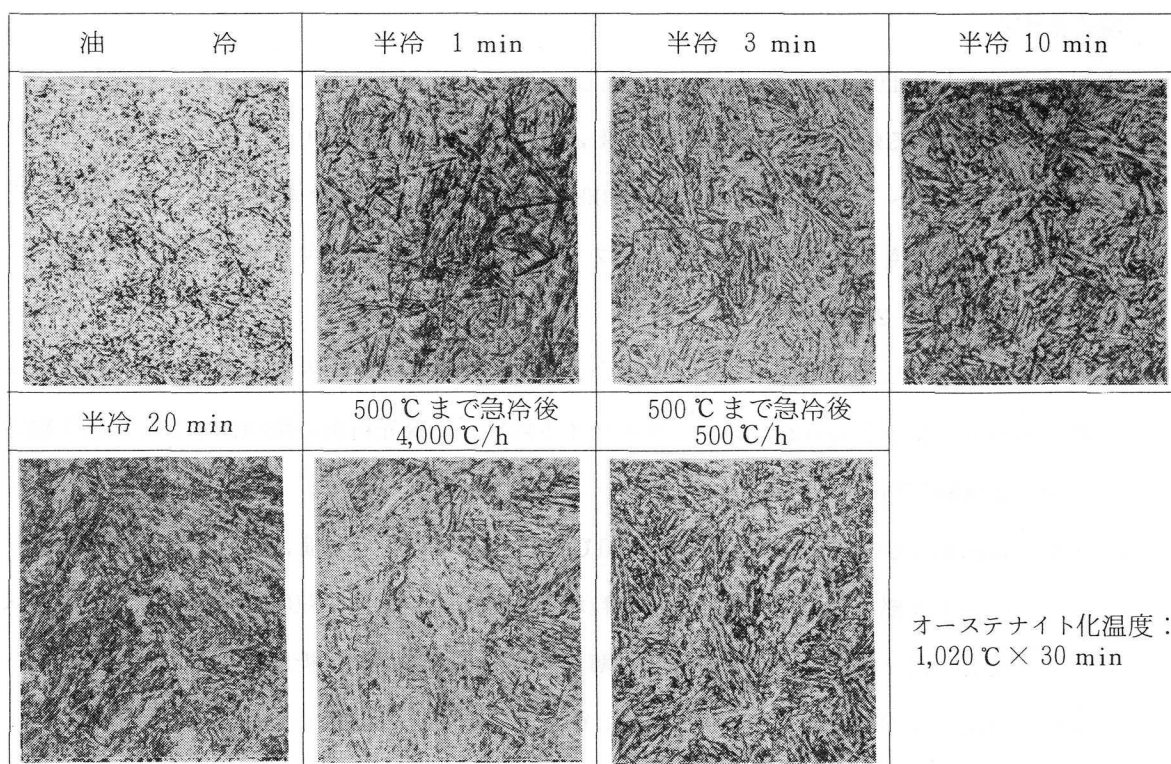 油 冷
半冷 1 min
半冷 3 min
半冷 10 min
半冷 20 min
500 ℃ まで急冷後
4,000 ℃/h
500 ℃ まで急冷後
500 ℃/h
オーステナイト化温度：
1,020 ℃ × 30 min